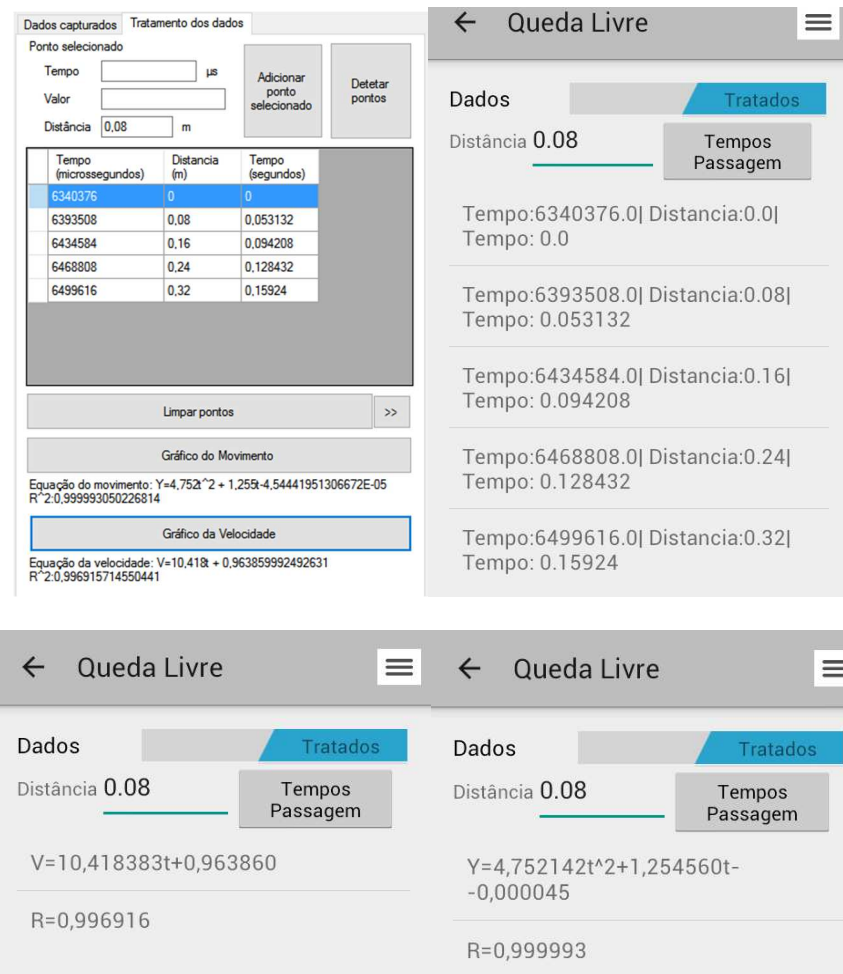 Dados capturados Tratamento dos dados
Ponto selecionado
Tempo µs
Valor
Distância 0,08 m
Adicionar
ponto
selecionado
Detetar
pontos
Tempo (microssegundos) Distancia (m) Tempo (segundos)
6340376 0 0
6393508 0,08 0,053132
6434584 0,16 0,094208
6468808 0,24 0,128432
6499616 0,32 0,15924
Limpar pontos >>
Gráfico do Movimento
Equação do movimento: Y=4,752t^2 + 1,255t-4,54441951306672E-05
R^2:0,999993050226814
Gráfico da Velocidade
Equação da velocidade: V=10,418t + 0,963859992492631
R^2:0,996915714550441
Queda Livre
Dados Tratados
Distância 0.08
Tempos
Passagem
Tempo:6340376.0| Distancia:0.0|
Tempo: 0.0
Tempo:6393508.0| Distancia:0.08|
Tempo: 0.053132
Tempo:6434584.0| Distancia:0.16|
Tempo: 0.094208
Tempo:6468808.0| Distancia:0.24|
Tempo: 0.128432
Tempo:6499616.0| Distancia:0.32|
Tempo: 0.15924
Queda Livre
Dados Tratados
Distância 0.08
Tempos
Passagem
V=10,418383t+0,963860
R=0,996916
Queda Livre
Dados Tratados
Distância 0.08
Tempos
Passagem
Y=4,752142t^2+1,254560t-
-0,000045
R=0,999993